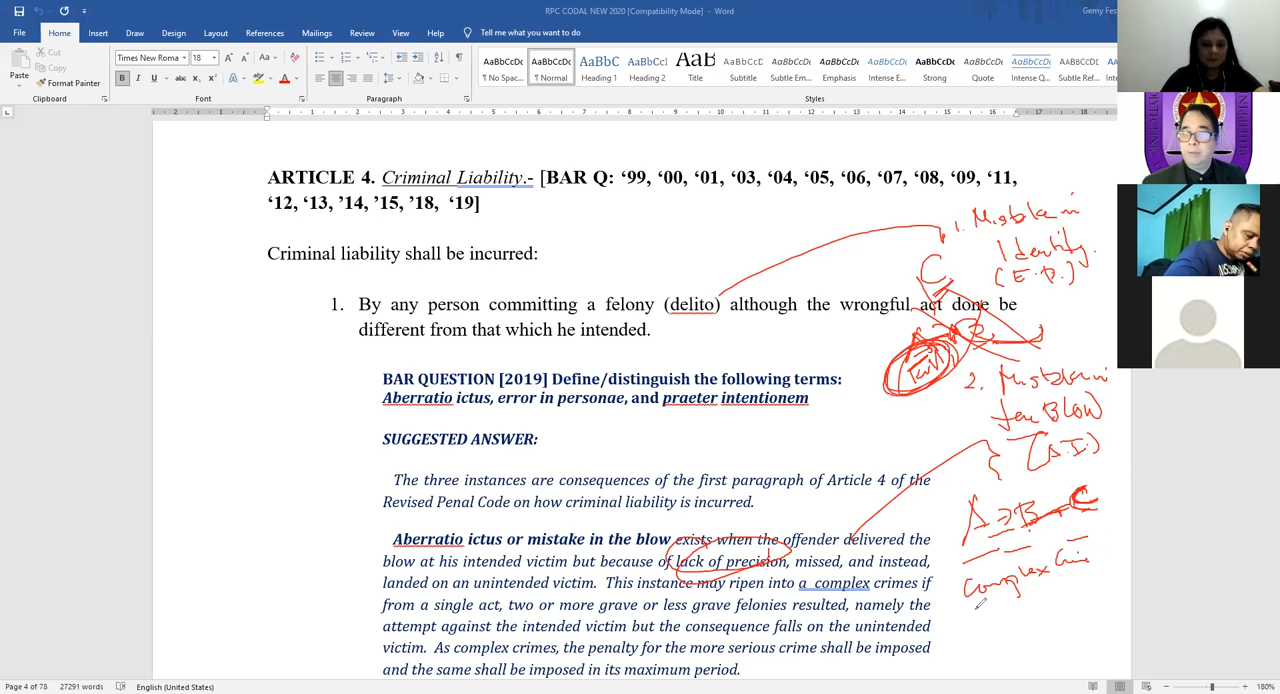 RPC CODAL NEW 2020 [Compatibility Mode] - Word
Gemy Fes
File Home Insert Draw Design Layout References Mailings Review View Help Tell me what you want to do
Paste
Cut
Copy
Format Painter
Times New Roma 18
AaBbCcDc AaBbCcDc AaBbC AaBbCcC AaB AaBbCcD AaBbCcD AaBbCcDc AaBbCcDc AaBbCcDc AaBbCcD AaBbCcDc AaBbCcDc
¶ No Spac... ¶ Normal Heading 1 Heading 2 Title Subtitle Subtle Em... Emphasis Intense E... Strong Quote Intense Q... Subtle Ref...
Clipboard Font Paragraph Styles
ARTICLE 4. Criminal Liability.- [BAR Q: ‘99, ‘00, ‘01, ‘03, ‘04, ‘05, ‘06, ‘07, ‘08, ‘09, ‘11,
‘12, ‘13, ’14, ’15, ’18, ‘19]
Criminal liability shall be incurred:
1. By any person committing a felony (delito) although the wrongful act done be
different from that which he intended.
BAR QUESTION [2019] Define/distinguish the following terms:
Aberratio ictus, error in personae, and praeter intentionem
SUGGESTED ANSWER:
The three instances are consequences of the first paragraph of Article 4 of the
Revised Penal Code on how criminal liability is incurred.
Aberratio ictus or mistake in the blow exists when the offender delivered the
blow at his intended victim but because of lack of precision, missed, and instead,
landed on an unintended victim. This instance may ripen into a complex crimes if
from a single act, two or more grave or less grave felonies resulted, namely the
attempt against the intended victim but the consequence falls on the unintended
victim. As complex crimes, the penalty for the more serious crime shall be imposed
and the same shall be imposed in its maximum period.
1. Mistake in
Identity
(E.P.)
C
2. Mistake in
BLOW
(A.I.)
A B C
Complex
Page 4 of 78 27291 words English (United States) 180%